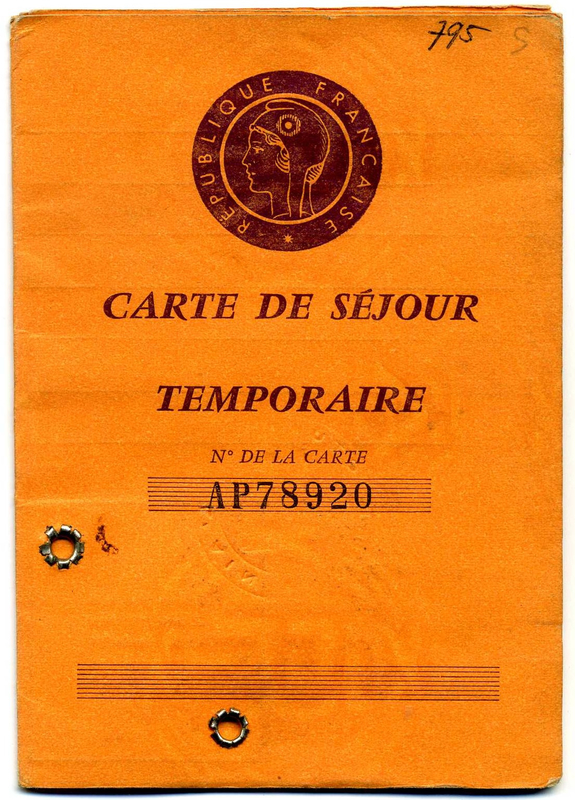 795 S
RÉPUBLIQUE FRANÇAISE
CARTE DE SÉJOUR
TEMPORAIRE
N° DE LA CARTE
AP78920